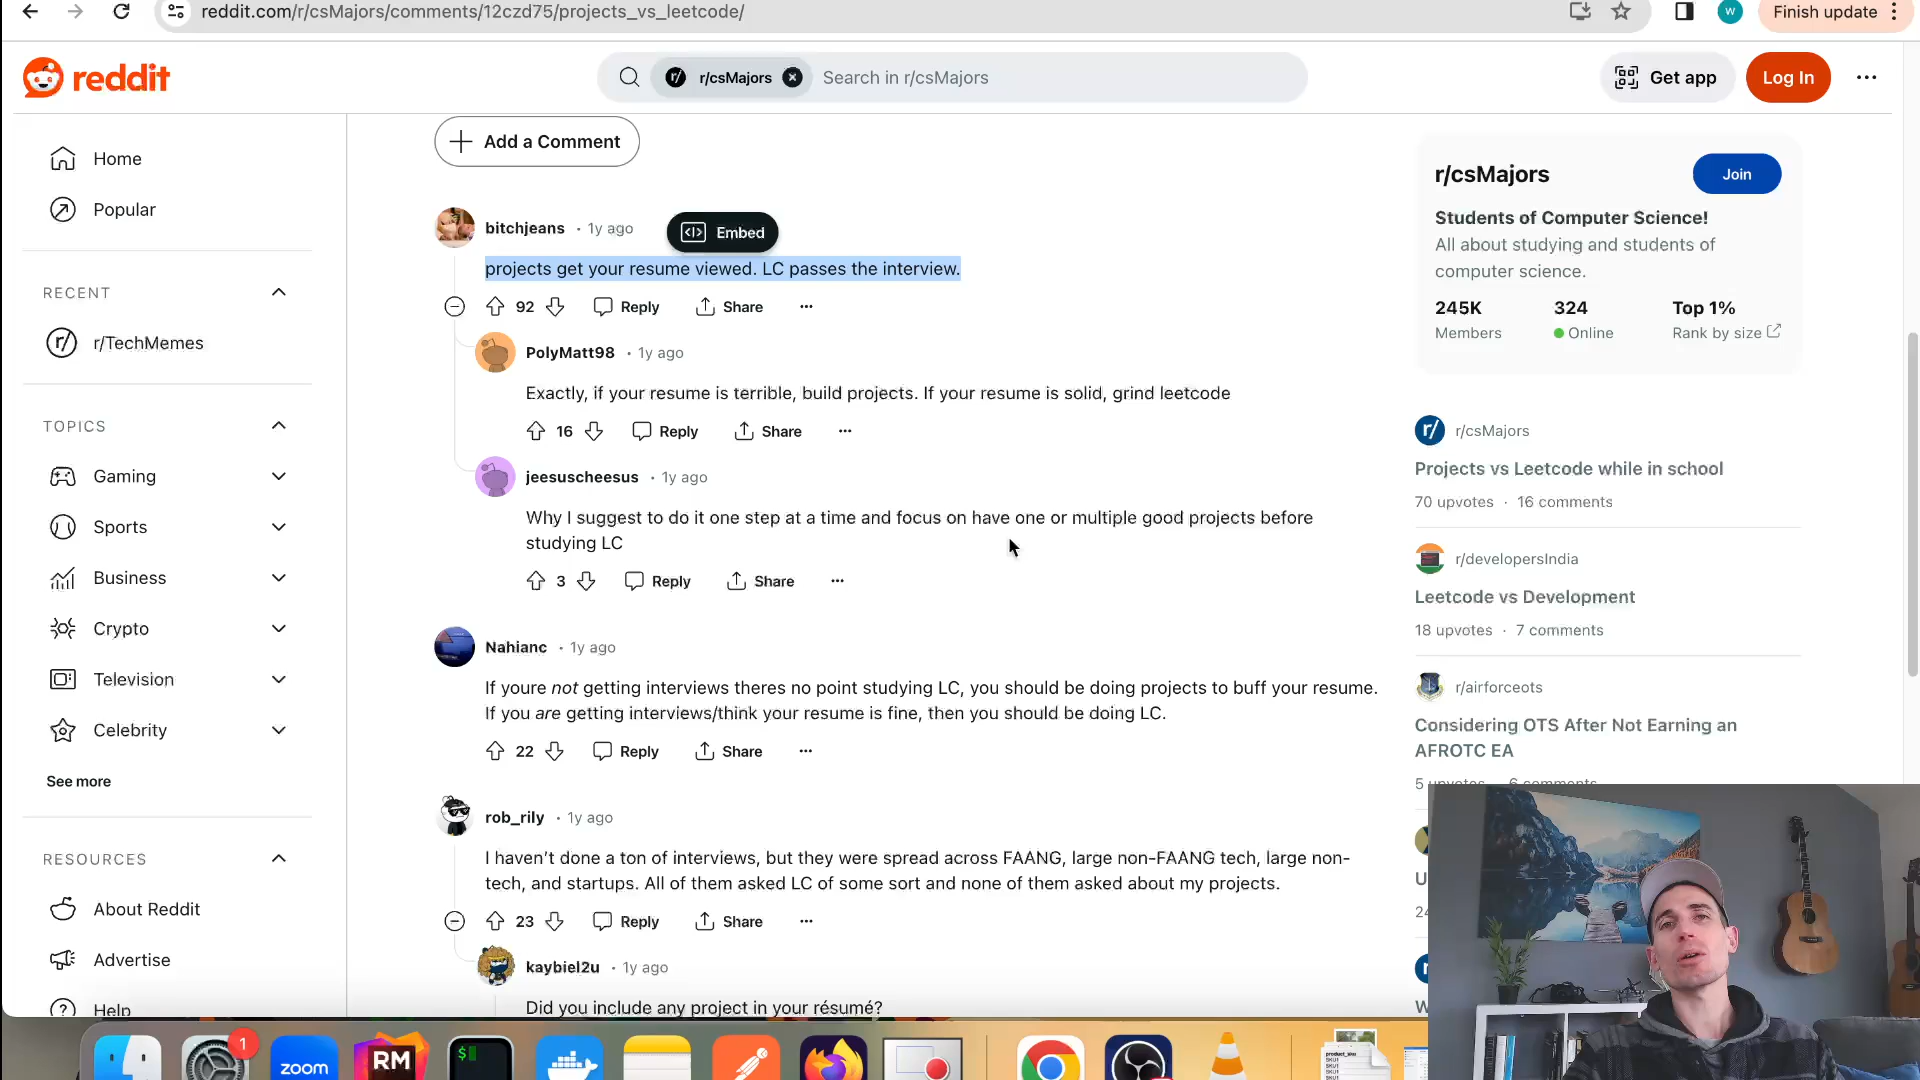 reddit.com/r/csMajors/comments/12czd75/projects_vs_leetcode/
W
Finish update
reddit
r/csMajors
Search in r/csMajors
Get app
Log In
Home
Popular
RECENT
r/TechMemes
TOPICS
Gaming
Sports
Business
Crypto
Television
Celebrity
See more
RESOURCES
About Reddit
Advertise
Help
Add a Comment
bitchjeans · 1y ago
Embed
projects get your resume viewed. LC passes the interview.
92 Reply Share
PolyMatt98 · 1y ago
Exactly, if your resume is terrible, build projects. If your resume is solid, grind leetcode
16 Reply Share
jeesuscheesus · 1y ago
Why I suggest to do it one step at a time and focus on have one or multiple good projects before
studying LC
3 Reply Share
Nahianc · 1y ago
If youre not getting interviews theres no point studying LC, you should be doing projects to buff your resume.
If you are getting interviews/think your resume is fine, then you should be doing LC.
22 Reply Share
rob_rily · 1y ago
I haven't done a ton of interviews, but they were spread across FAANG, large non-FAANG tech, large non-
tech, and startups. All of them asked LC of some sort and none of them asked about my projects.
23 Reply Share
kaybiel2u · 1y ago
Did you include any project in your résumé?
r/csMajors
Join
Students of Computer Science!
All about studying and students of
computer science.
245K 324 Top 1%
Members Online Rank by size
r/csMajors
Projects vs Leetcode while in school
70 upvotes · 16 comments
r/developersIndia
Leetcode vs Development
18 upvotes · 7 comments
r/airforceots
Considering OTS After Not Earning an
AFROTC EA
5 upvotes · 6 comments
1
zoom
RM
$